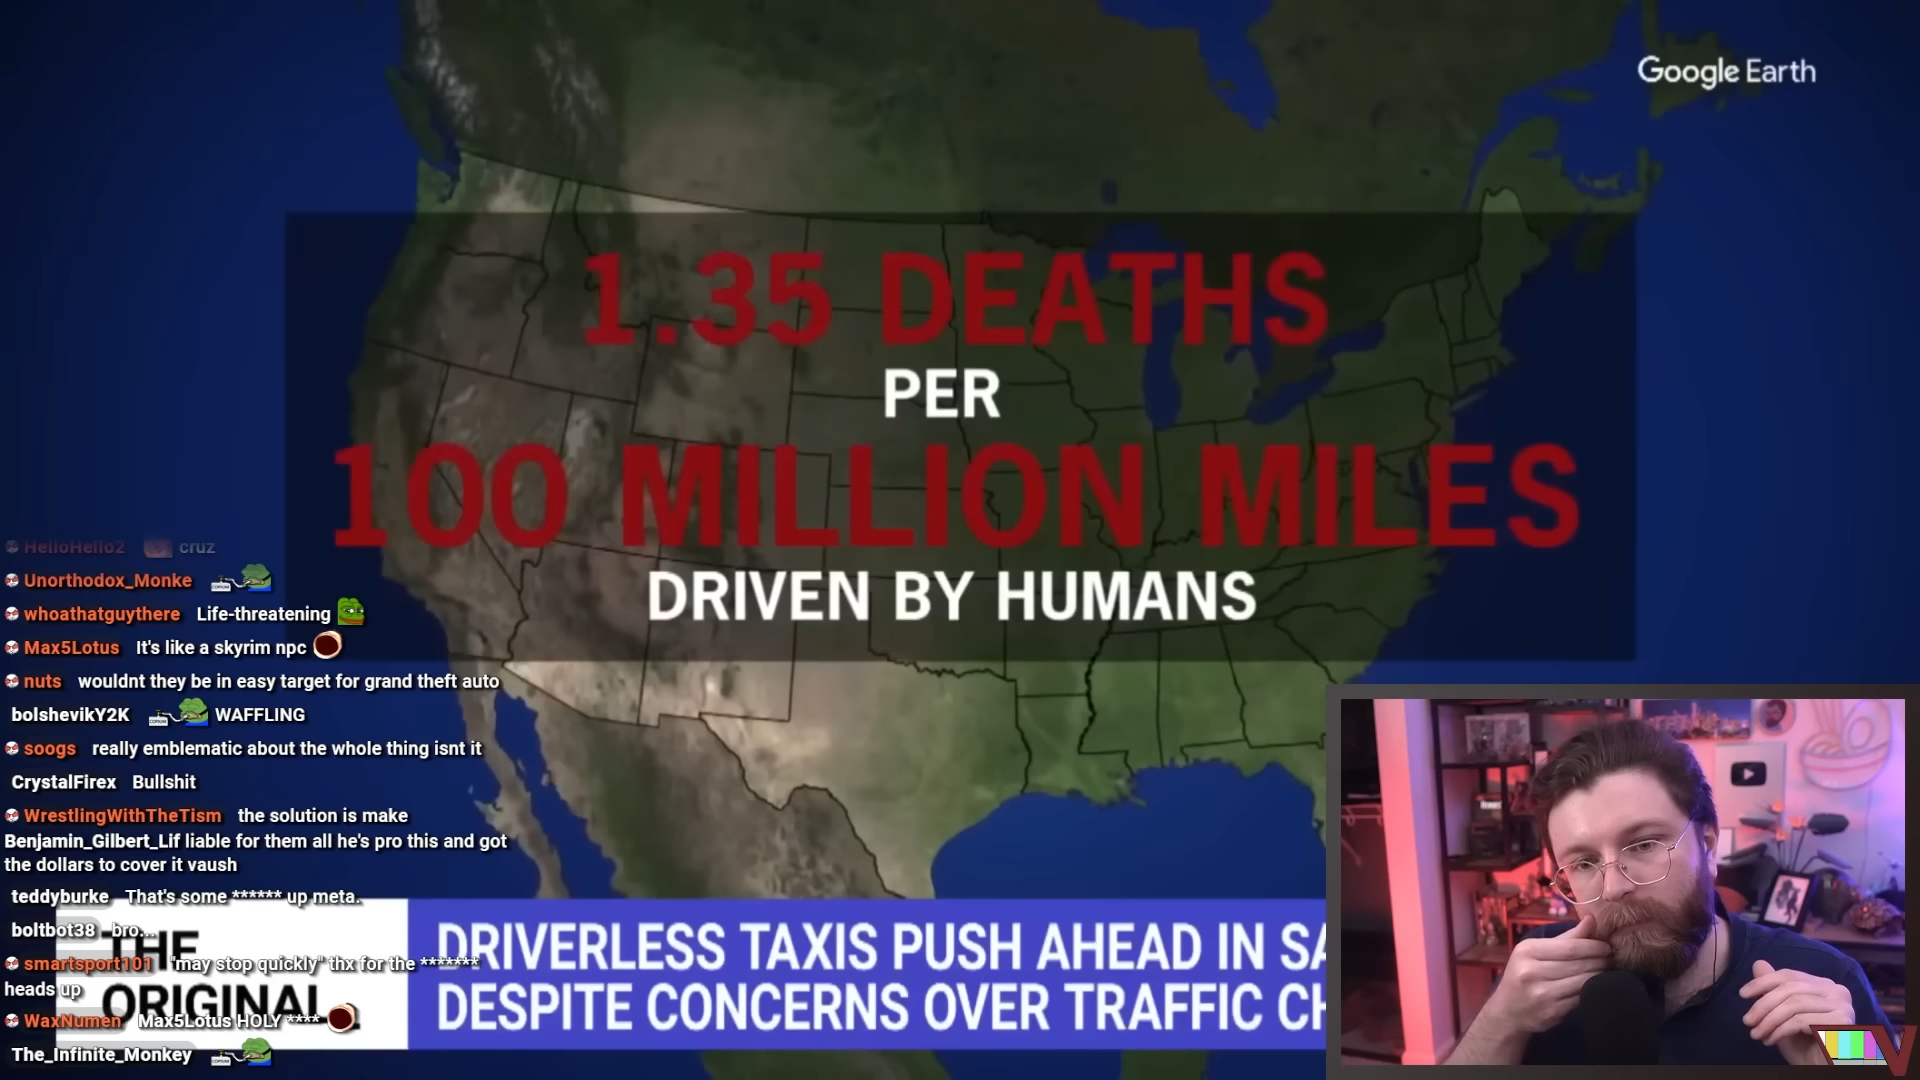 Google Earth
1.35 DEATHS
PER
100 MILLION MILES
DRIVEN BY HUMANS
HelloHello2 cruz
Unorthodox_Monke
whoathatguythere Life-threatening
Max5Lotus It's like a skyrim npc
nuts wouldnt they be in easy target for grand theft auto
bolshevikY2K WAFFLING
soogs really emblematic about the whole thing isnt it
CrystalFirex Bullshit
WrestlingWithTheTism the solution is make
Benjamin_Gilbert_Lif liable for them all he's pro this and got
the dollars to cover it vaush
teddyburke That's some ****** up meta.
boltbot38 bro...
smartsport101 "may stop quickly" thx for the *******
heads up
WaxNumen Max5Lotus HOLY ****
The_Infinite_Monkey
THE
ORIGINAL
DRIVERLESS TAXIS PUSH AHEAD IN SA
DESPITE CONCERNS OVER TRAFFIC CH